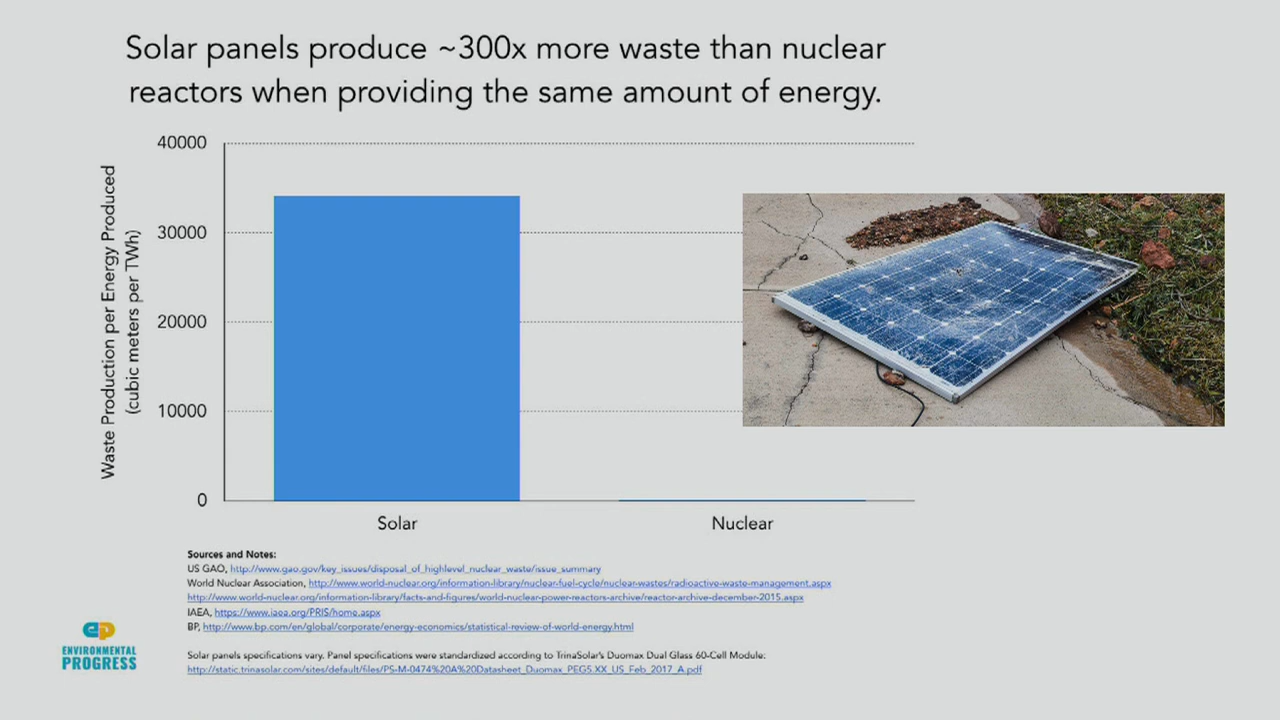 Solar panels produce ~300x more waste than nuclear
reactors when providing the same amount of energy.
Waste Production per Energy Produced
(cubic meters per TWh)
40000
30000
20000
10000
0
Solar
Nuclear
Sources and Notes:
US GAO, http://www.gao.gov/key_issues/disposal_of_highlevel_nuclear_waste/issue_summary
World Nuclear Association, http://www.world-nuclear.org/information-library/nuclear-fuel-cycle/nuclear-wastes/radioactive-waste-management.aspx
http://www.world-nuclear.org/information-library/facts-and-figures/world-nuclear-power-reactors-archive/reactor-archive-december-2015.aspx
IAEA, https://www.iaea.org/PRIS/home.aspx
BP, http://www.bp.com/en/global/corporate/energy-economics/statistical-review-of-world-energy.html
Solar panels specifications vary. Panel specifications were standardized according to TrinaSolar's Duomax Dual Glass 60-Cell Module:
http://static.trinasolar.com/sites/default/files/PS-M-0474%20A%20Datasheet_Duomax_PEG5.XX_US_Feb_2017_A.pdf
ep
ENVIRONMENTAL
PROGRESS